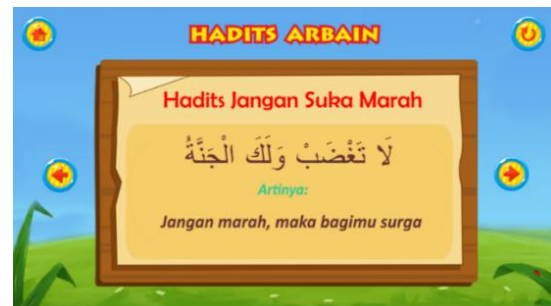 HADITS ARBAIN
Hadits Jangan Suka Marah
لَا تَغْضَبْ وَلَكَ الْجَنَّةُ
Artinya:
Jangan marah, maka bagimu surga